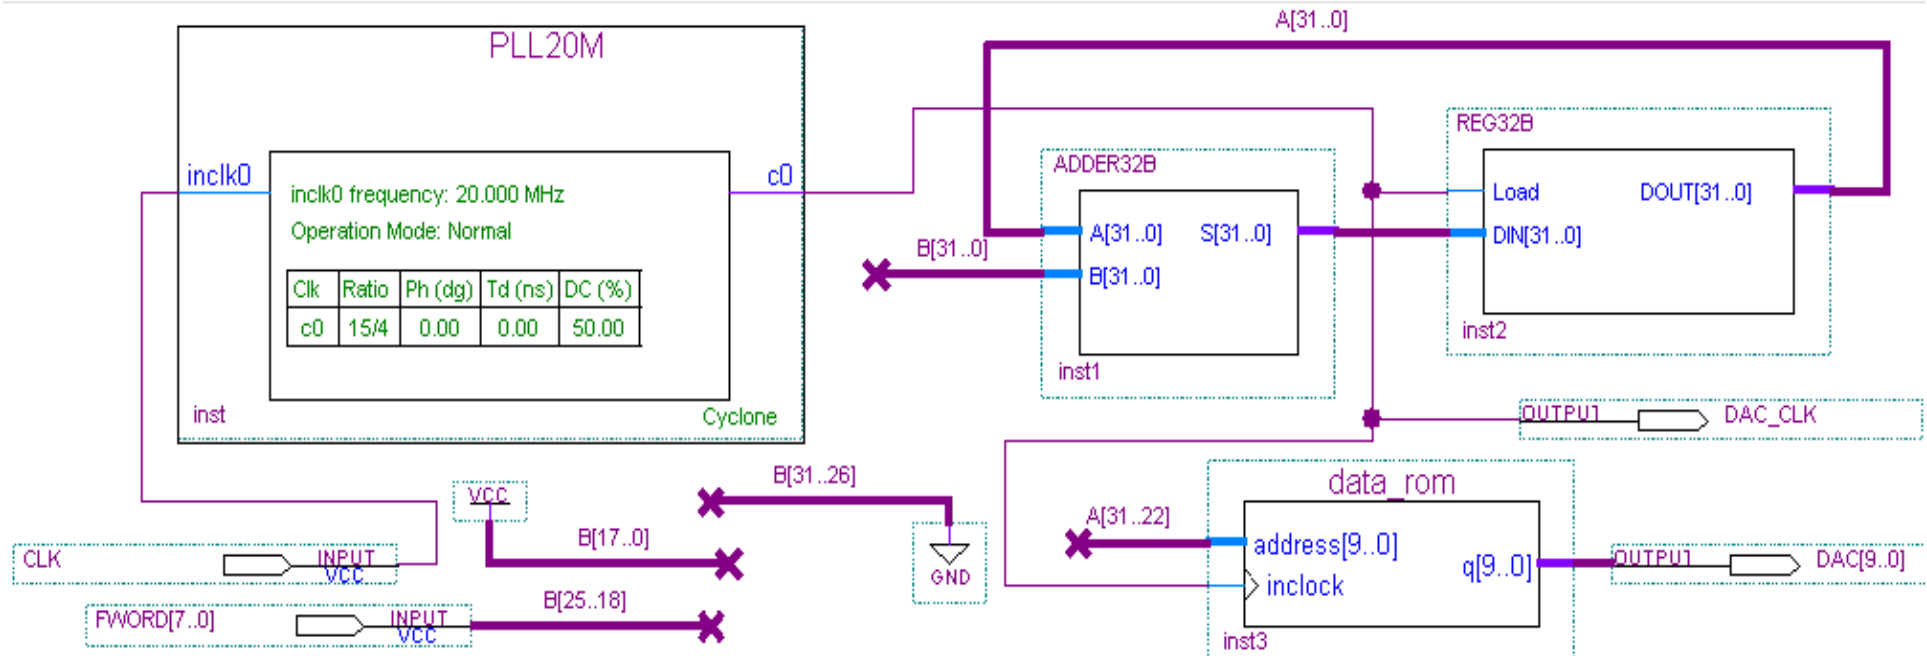 A[31..0]
PLL20M
REG32B
ADDER32B
inclk0
c0
inclk0 frequency: 20.000 MHz
Operation Mode: Normal
Clk Ratio Ph (dg) Td (ns) DC (%)
c0 15/4 0.00 0.00 50.00
inst
Cyclone
Load DOUT[31..0]
DIN[31..0]
inst2
A[31..0] S[31..0]
B[31..0]
B[31..0]
inst1
OUTPUT DAC_CLK
VCC
B[31..26]
B[17..0]
GND
data_rom
A[31..22]
address[9..0]
inclock
q[9..0]
inst3
OUTPUT DAC[9..0]
CLK INPUT
VCC
FWORD[7..0] INPUT
VCC
B[25..18]